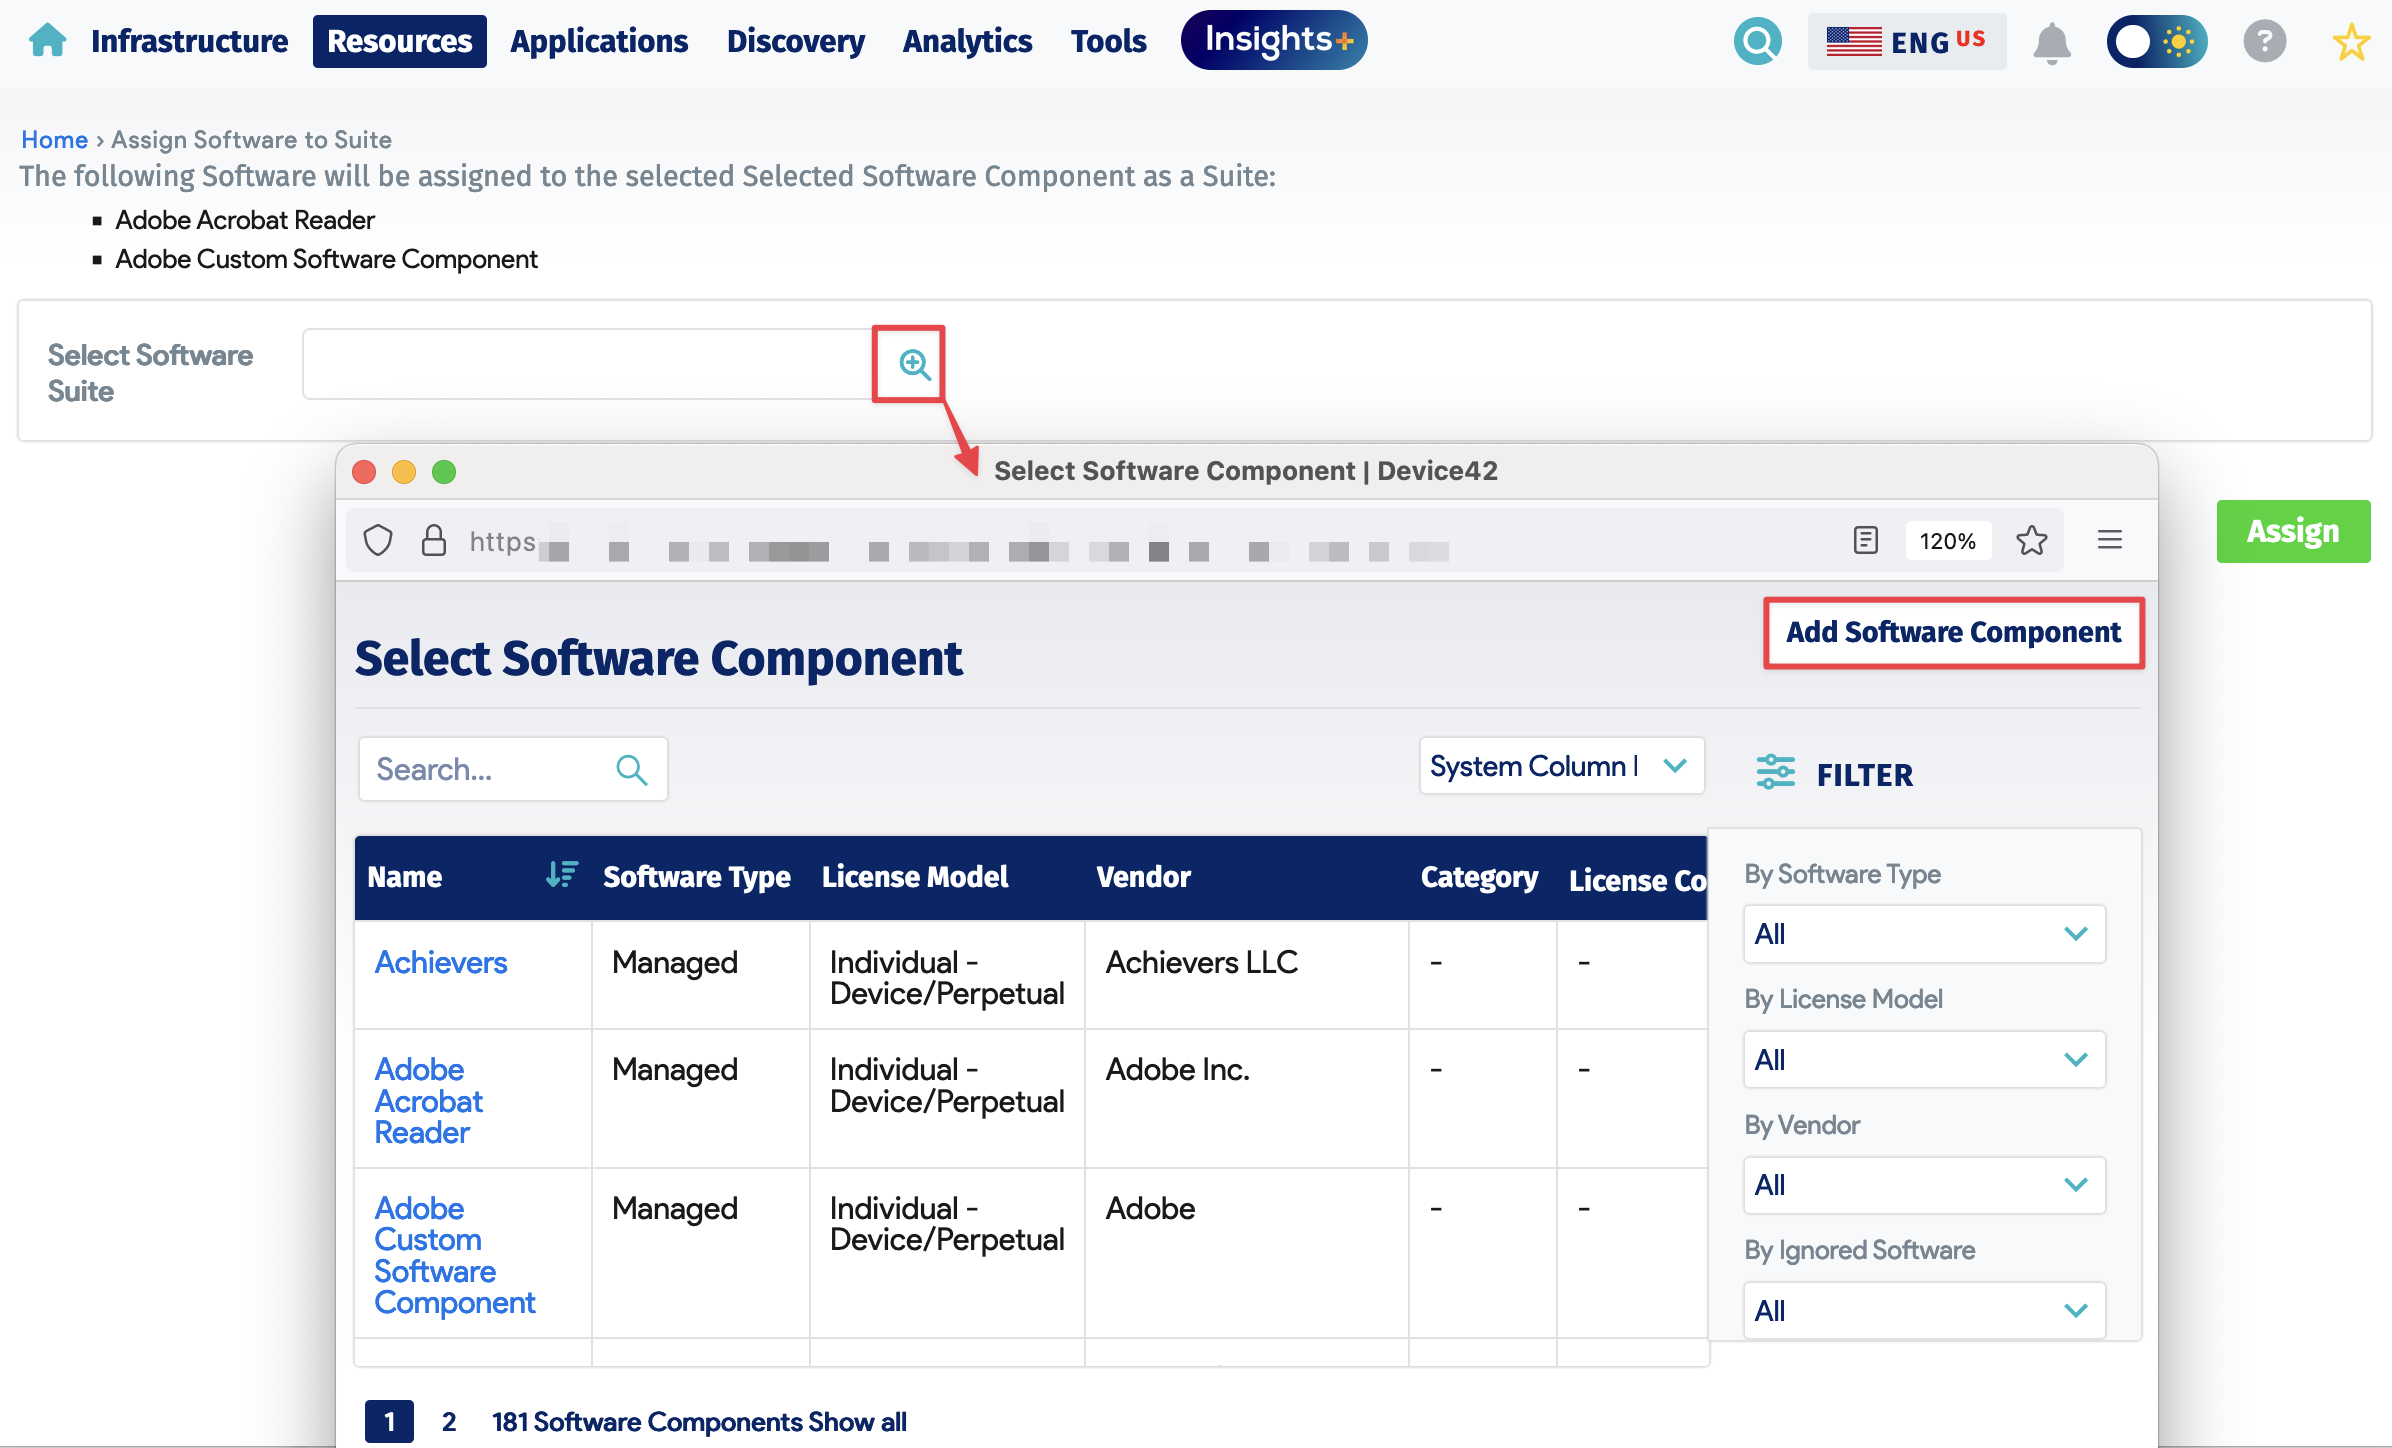 Infrastructure Resources Applications Discovery Analytics Tools Insights+ ENG US ?
Home › Assign Software to Suite
The following Software will be assigned to the selected Selected Software Component as a Suite:
Adobe Acrobat Reader
Adobe Custom Software Component
Select Software
Suite
Select Software Component | Device42
https
120%
Assign
Add Software Component
Select Software Component
Search...
System Column
FILTER
Name Software Type License Model Vendor Category License Co
Achievers Managed Individual - Achievers LLC - -
Device/Perpetual
Adobe Managed Individual - Adobe Inc. - -
Acrobat Device/Perpetual
Reader
Adobe Managed Individual - Adobe - -
Custom Device/Perpetual
Software
Component
By Software Type
All
By License Model
All
By Vendor
All
By Ignored Software
All
1 2 181 Software Components Show all